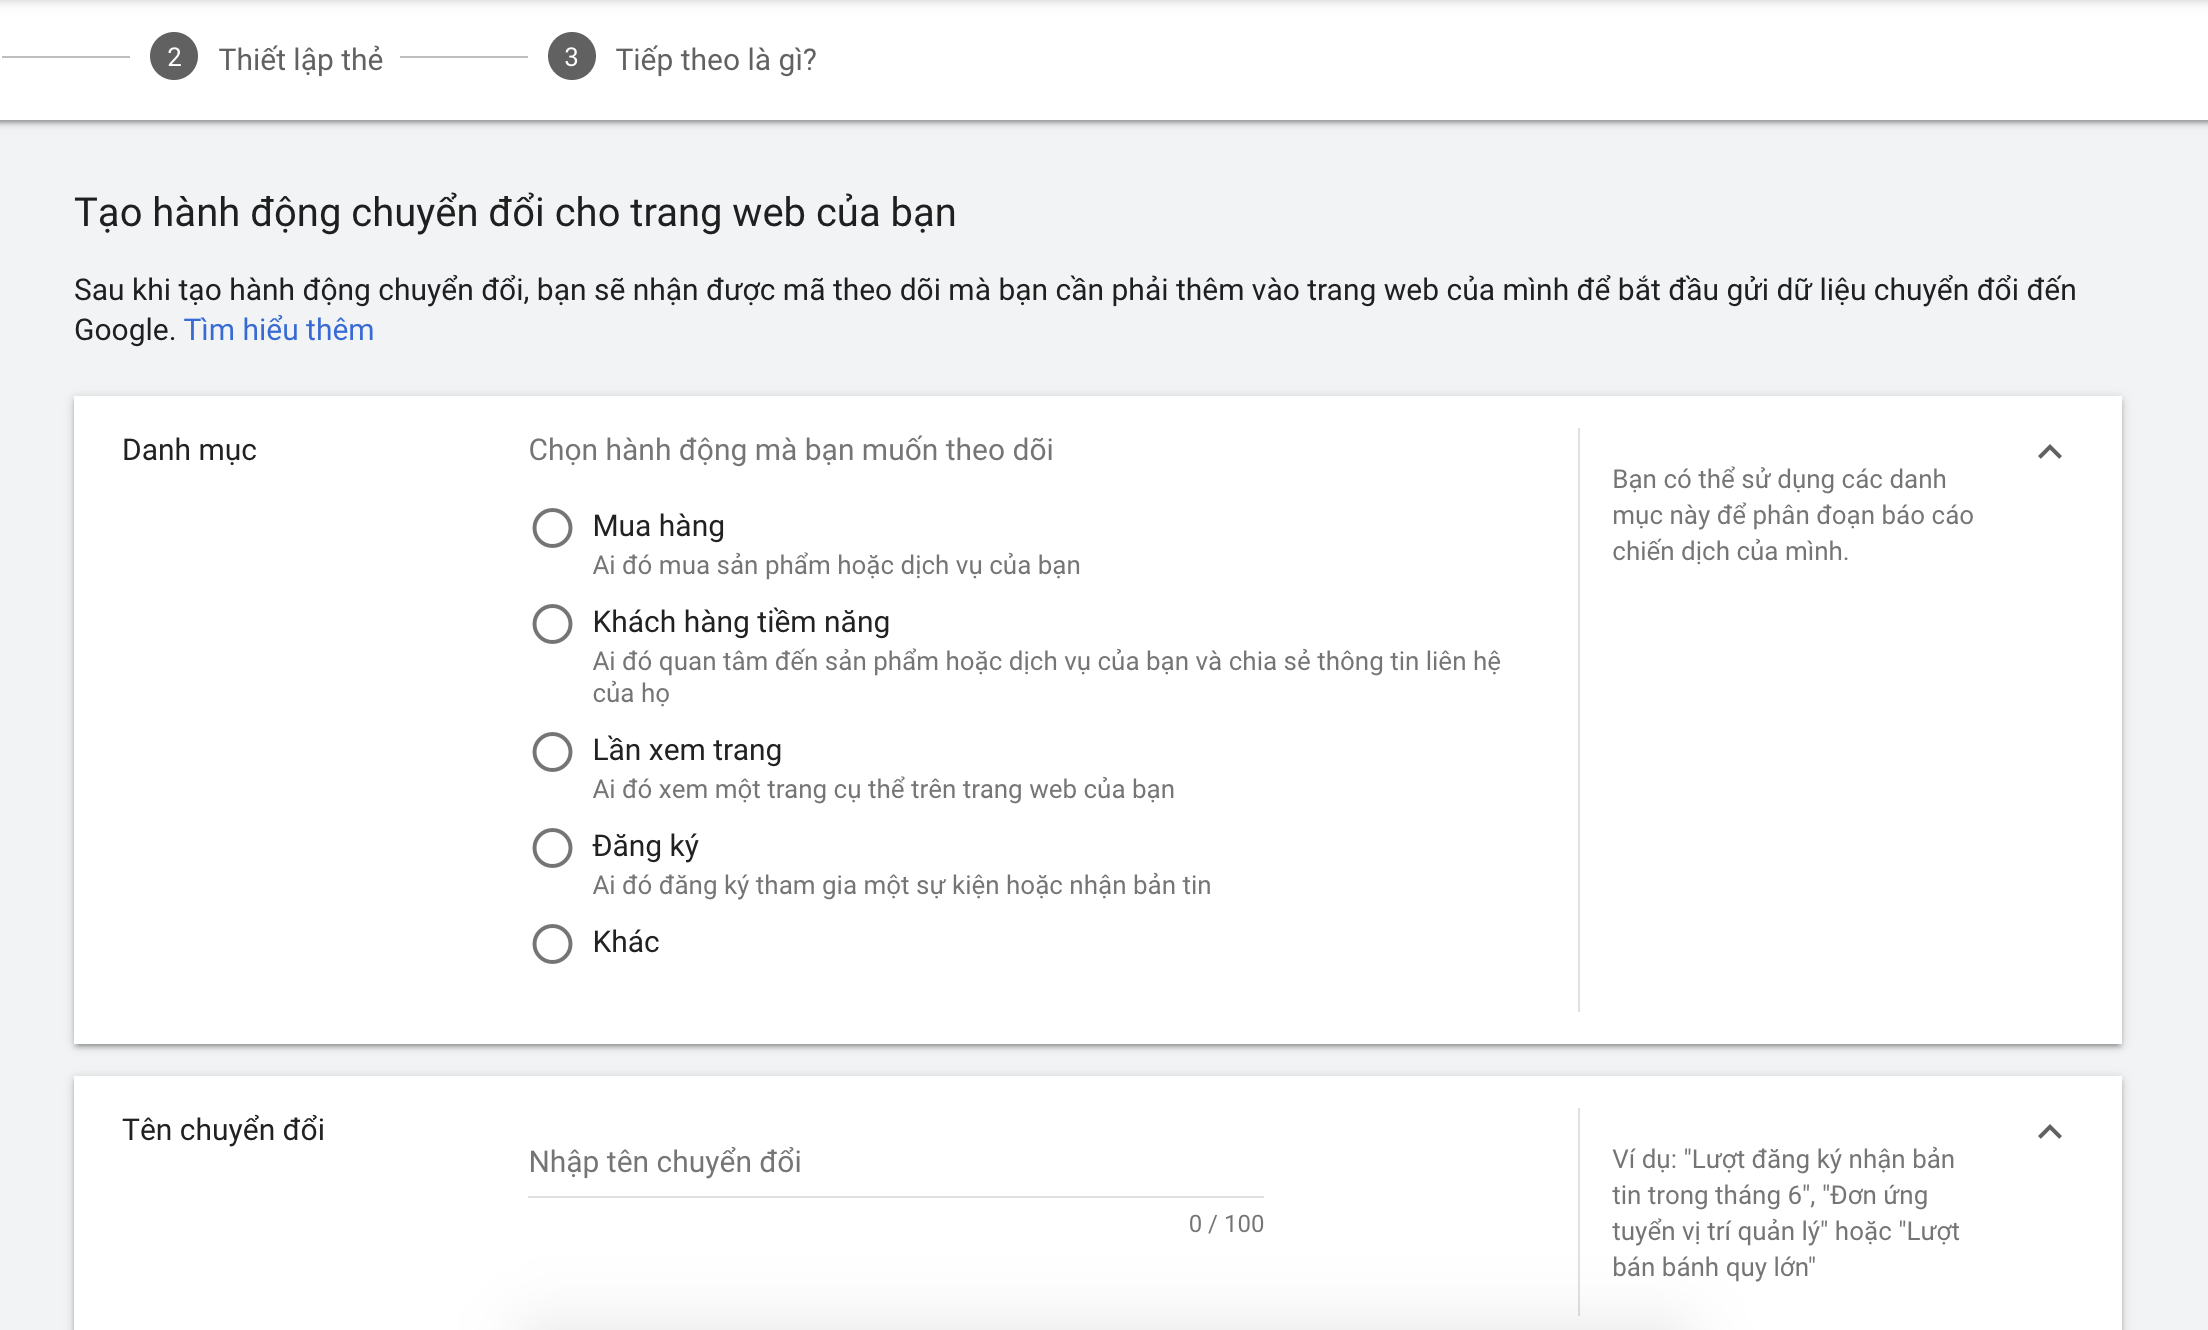 2 Thiết lập thẻ 3 Tiếp theo là gì?
Tạo hành động chuyển đổi cho trang web của bạn
Sau khi tạo hành động chuyển đổi, bạn sẽ nhận được mã theo dõi mà bạn cần phải thêm vào trang web của mình để bắt đầu gửi dữ liệu chuyển đổi đến
Google. Tìm hiểu thêm
Danh mục
Chọn hành động mà bạn muốn theo dõi
Mua hàng
Ai đó mua sản phẩm hoặc dịch vụ của bạn
Khách hàng tiềm năng
Ai đó quan tâm đến sản phẩm hoặc dịch vụ của bạn và chia sẻ thông tin liên hệ
của họ
Lần xem trang
Ai đó xem một trang cụ thể trên trang web của bạn
Đăng ký
Ai đó đăng ký tham gia một sự kiện hoặc nhận bản tin
Khác
Bạn có thể sử dụng các danh
mục này để phân đoạn báo cáo
chiến dịch của mình.
Tên chuyển đổi
Nhập tên chuyển đổi
0 / 100
Ví dụ: "Lượt đăng ký nhận bản
tin trong tháng 6", "Đơn ứng
tuyển vị trí quản lý" hoặc "Lượt
bán bánh quy lớn"